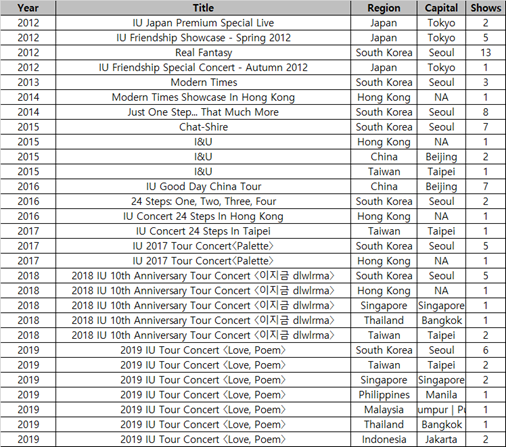 Year Title Region Capital Shows
2012 IU Japan Premium Special Live Japan Tokyo 2
2012 IU Friendship Showcase - Spring 2012 Japan Tokyo 5
2012 Real Fantasy South Korea Seoul 13
2012 IU Friendship Special Concert - Autumn 2012 Japan Tokyo 1
2013 Modern Times South Korea Seoul 3
2014 Modern Times Showcase In Hong Kong Hong Kong NA 1
2014 Just One Step... That Much More South Korea Seoul 8
2015 Chat-Shire South Korea Seoul 7
2015 I&U Hong Kong NA 1
2015 I&U China Beijing 2
2015 I&U Taiwan Taipei 1
2016 IU Good Day China Tour China Beijing 7
2016 24 Steps: One, Two, Three, Four South Korea Seoul 2
2016 IU Concert 24 Steps In Hong Kong Hong Kong NA 1
2017 IU Concert 24 Steps In Taipei Taiwan Taipei 1
2017 IU 2017 Tour Concert<Palette> South Korea Seoul 5
2017 IU 2017 Tour Concert<Palette> Hong Kong NA 1
2018 2018 IU 10th Anniversary Tour Concert <이지금 dlwlrma> South Korea Seoul 5
2018 2018 IU 10th Anniversary Tour Concert <이지금 dlwlrma> Hong Kong NA 1
2018 2018 IU 10th Anniversary Tour Concert <이지금 dlwlrma> Singapore Singapore 1
2018 2018 IU 10th Anniversary Tour Concert <이지금 dlwlrma> Thailand Bangkok 1
2018 2018 IU 10th Anniversary Tour Concert <이지금 dlwlrma> Taiwan Taipei 2
2019 2019 IU Tour Concert <Love, Poem> South Korea Seoul 6
2019 2019 IU Tour Concert <Love, Poem> Taiwan Taipei 2
2019 2019 IU Tour Concert <Love, Poem> Singapore Singapore 2
2019 2019 IU Tour Concert <Love, Poem> Philippines Manila 1
2019 2019 IU Tour Concert <Love, Poem> Malaysia umpur | Pu 1
2019 2019 IU Tour Concert <Love, Poem> Thailand Bangkok 1
2019 2019 IU Tour Concert <Love, Poem> Indonesia Jakarta 2